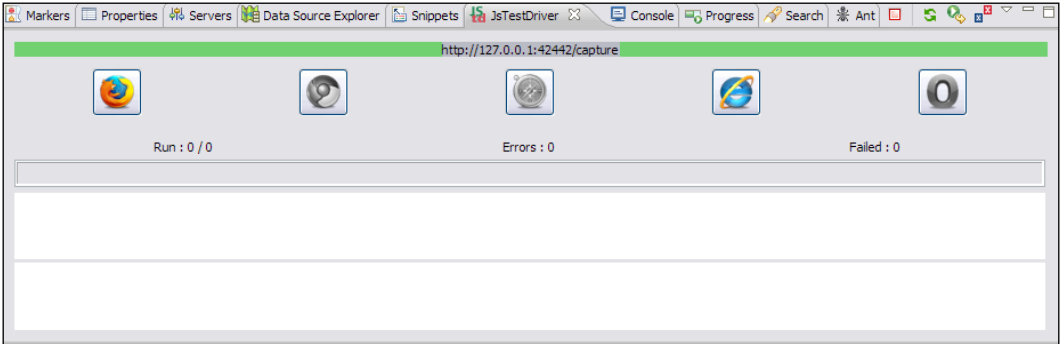 Markers Properties Servers Data Source Explorer Snippets JsTestDriver Console Progress Search Ant
http://127.0.0.1:42442/capture
Run : 0 / 0 Errors : 0 Failed : 0